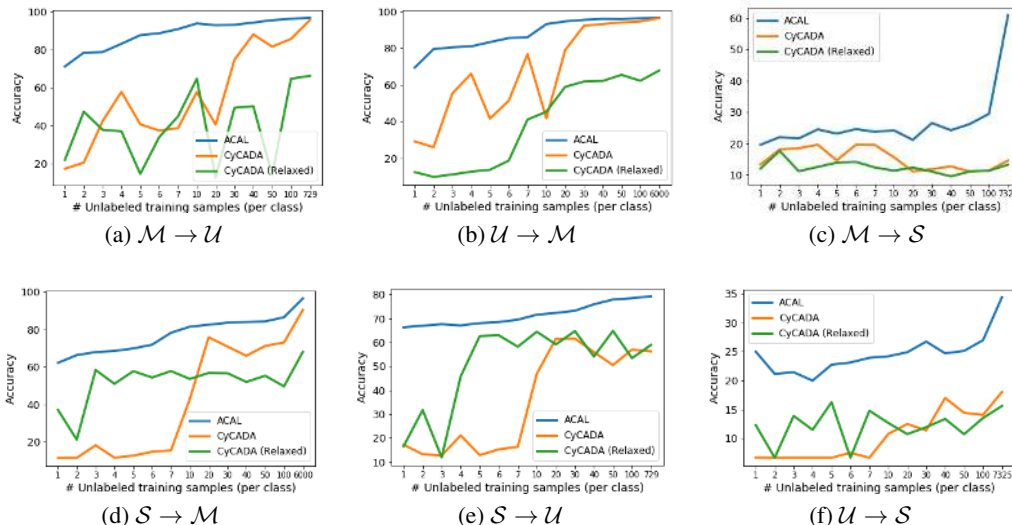 100
80
60
40
20
Accuracy
ACAL
CyCADA
CyCADA (Relaxed)
1 2 3 4 5 6 7 10 20 30 40 50 100 729
# Unlabeled training samples (per class)
(a) M → U
100
80
60
40
20
Accuracy
ACAL
CyCADA
CyCADA (Relaxed)
1 2 3 4 5 6 7 10 20 30 40 50 100 6000
# Unlabeled training samples (per class)
(b) U → M
60
50
40
30
20
10
Accuracy
ACAL
CyCADA
CyCADA (Relaxed)
1 2 3 4 5 6 7 10 20 30 40 50 100 7325
# Unlabeled training samples (per class)
(c) M → S
100
80
60
40
20
Accuracy
ACAL
CyCADA
CyCADA (Relaxed)
1 2 3 4 5 6 7 10 20 30 40 50 100 6000
# Unlabeled training samples (per class)
(d) S → M
80
70
60
50
40
30
20
10
Accuracy
ACAL
CyCADA
CyCADA (Relaxed)
1 2 3 4 5 6 7 10 20 30 40 50 100 729
# Unlabeled training samples (per class)
(e) S → U
35
30
25
20
15
10
Accuracy
ACAL
CyCADA
CyCADA (Relaxed)
1 2 3 4 5 6 7 10 20 30 40 50 100 7325
# Unlabeled training samples (per class)
(f) U → S